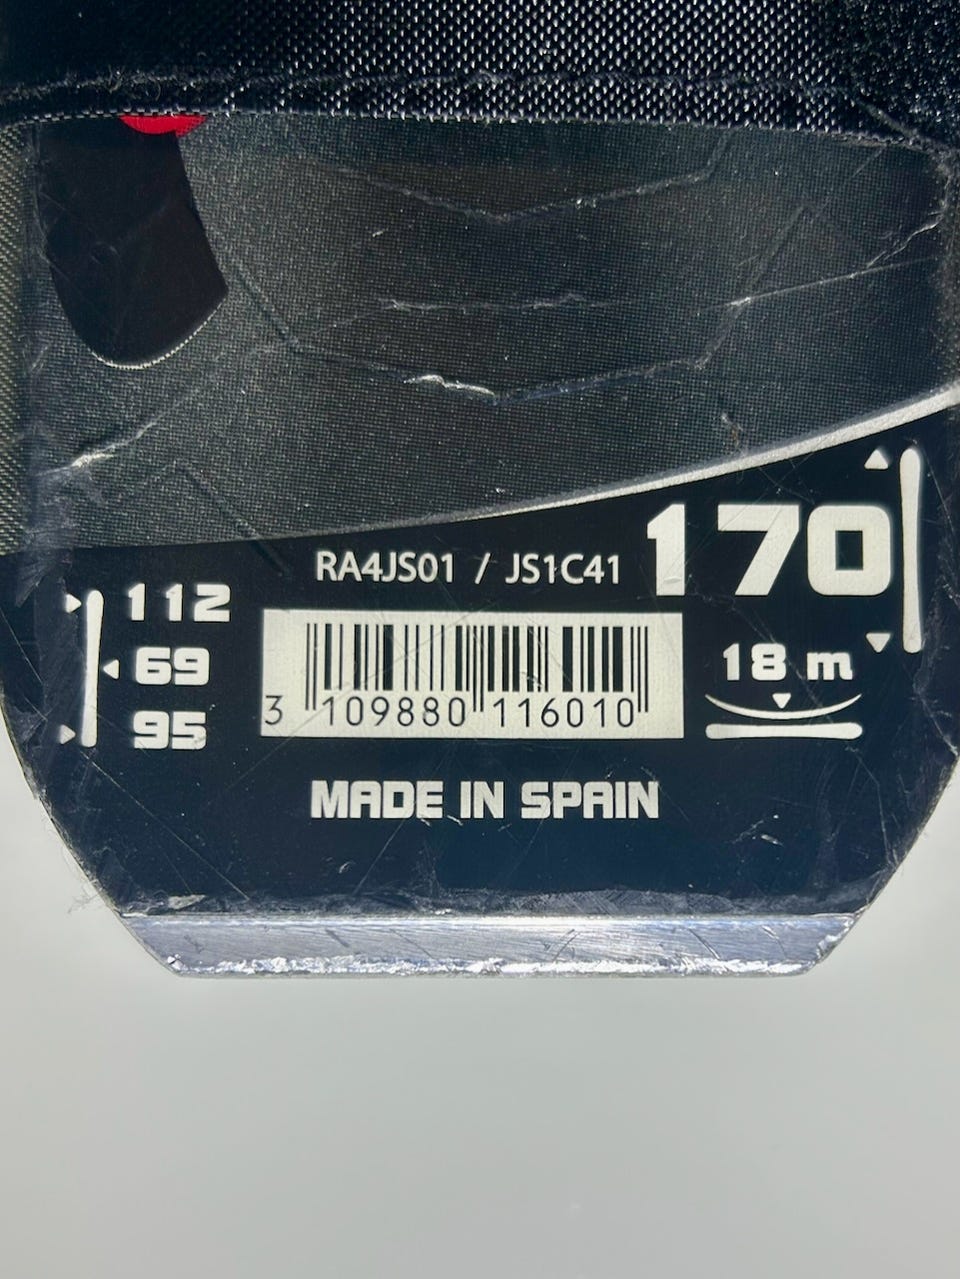 170
RA4JS01 / JS1C41
112
69
95
18 m
3 109880 116010
MADE IN SPAIN